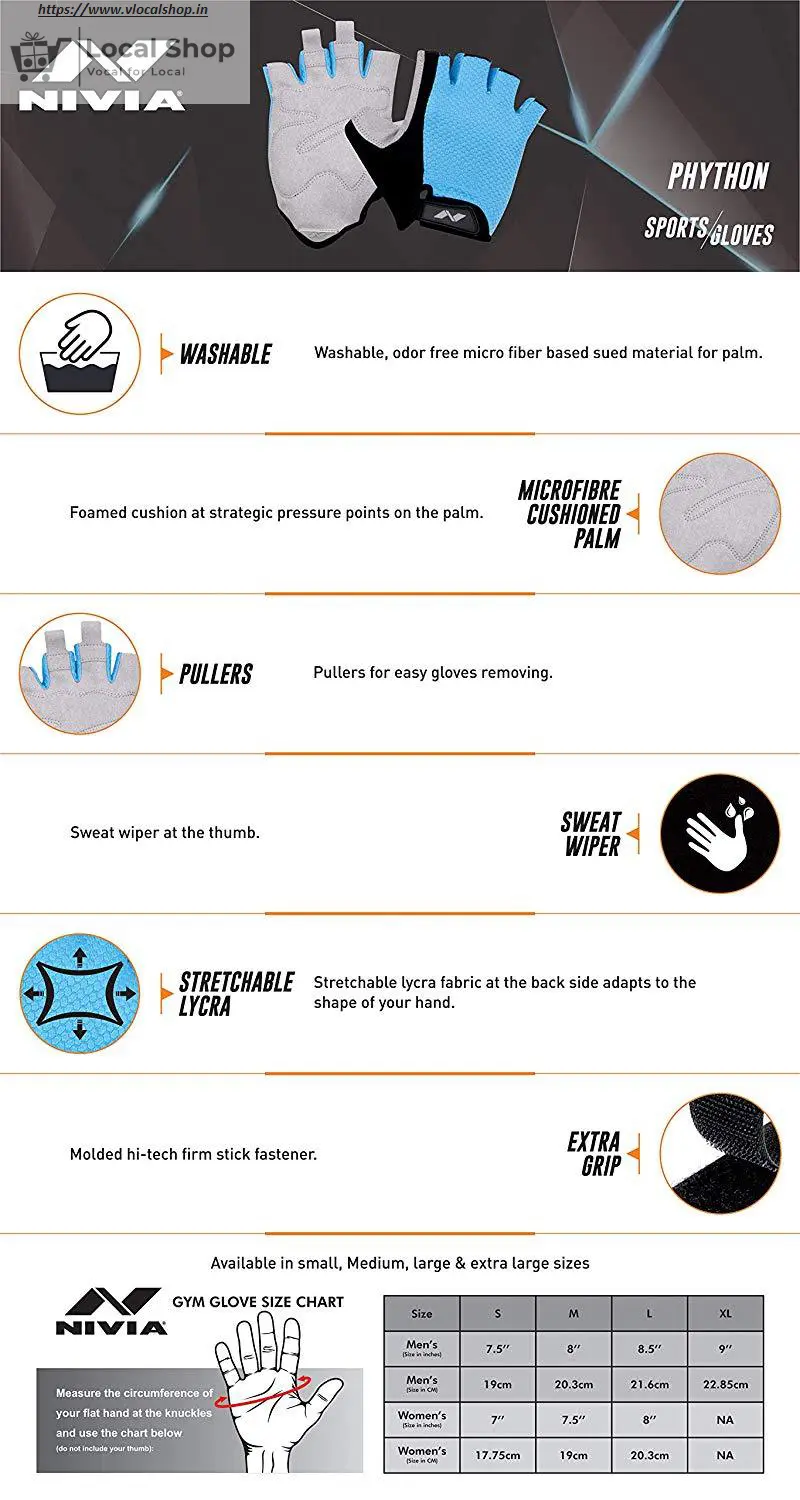 https://www.vlocalshop.in
Local Shop
Vocal for Local
NIVIA
PHYTHON
SPORTS/GLOVES
WASHABLE
Washable, odor free micro fiber based sued material for palm.
Foamed cushion at strategic pressure points on the palm.
MICROFIBRE
CUSHIONED
PALM
PULLERS
Pullers for easy gloves removing.
Sweat wiper at the thumb.
SWEAT
WIPER
STRETCHABLE
LYCRA
Stretchable lycra fabric at the back side adapts to the
shape of your hand.
Molded hi-tech firm stick fastener.
EXTRA
GRIP
Available in small, Medium, large & extra large sizes
NIVIA
GYM GLOVE SIZE CHART
Measure the circumference of
your flat hand at the knuckles
and use the chart below
(do not include your thumb):
Size S M L XL
Men's (Size in inches) 7.5’’ 8’’ 8.5’’ 9’’
Men's (Size in CM) 19cm 20.3cm 21.6cm 22.85cm
Women's (Size in inches) 7’’ 7.5’’ 8’’ NA
Women's (Size in CM) 17.75cm 19cm 20.3cm NA